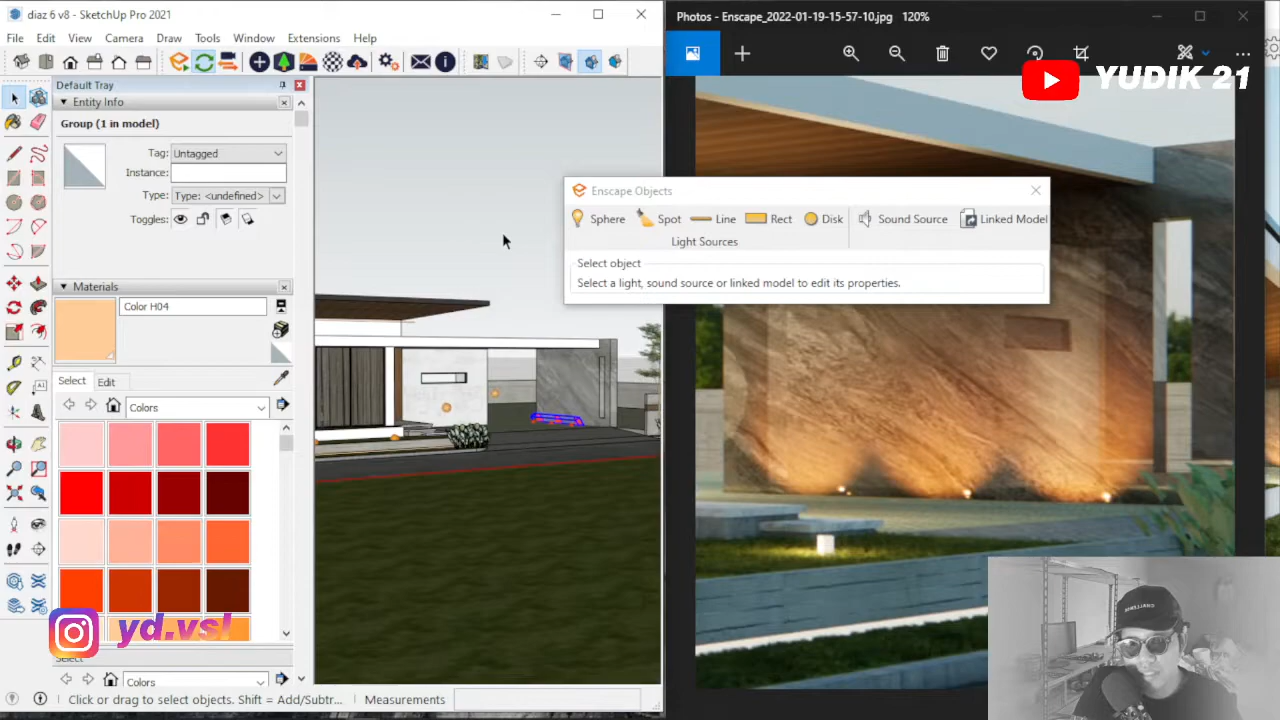 diaz 6 v8 - SketchUp Pro 2021
File Edit View Camera Draw Tools Window Extensions Help
Default Tray
Entity Info
Group (1 in model)
Tag: Untagged
Instance:
Type: Type: <undefined>
Toggles:
Materials
Color H04
Select Edit
Colors
Select
Colors
Click or drag to select objects. Shift = Add/Subtr... Measurements
Photos - Enscape_2022-01-19-15-57-10.jpg 120%
YUDIK 21
Enscape Objects
Sphere Spot Line Rect Disk Sound Source Linked Model
Light Sources
Select object
Select a light, sound source or linked model to edit its properties.
yd.vsl